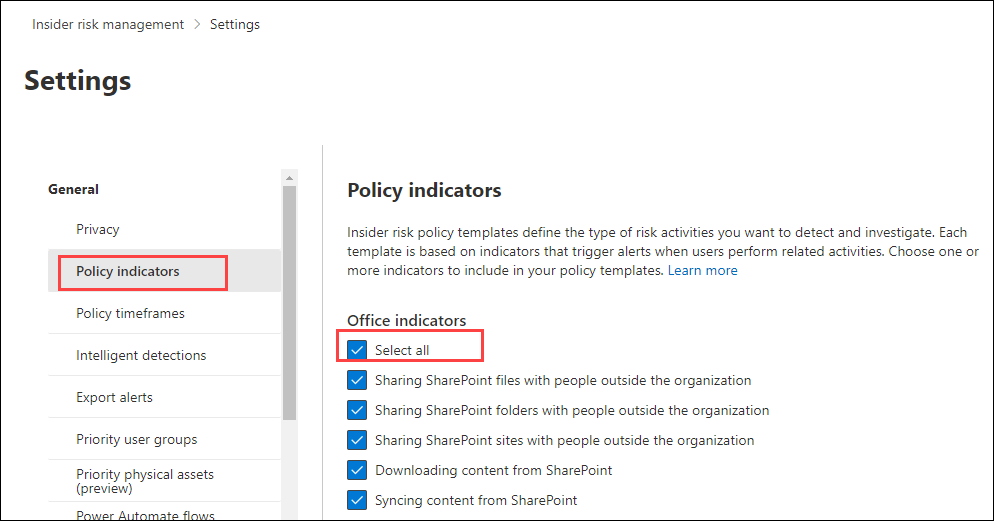 Insider risk management > Settings
Settings
General
Privacy
Policy indicators
Policy timeframes
Intelligent detections
Export alerts
Priority user groups
Priority physical assets
(preview)
Power Automate flows
Policy indicators
Insider risk policy templates define the type of risk activities you want to detect and investigate. Each
template is based on indicators that trigger alerts when users perform related activities. Choose one or
more indicators to include in your policy templates. Learn more
Office indicators
Select all
Sharing SharePoint files with people outside the organization
Sharing SharePoint folders with people outside the organization
Sharing SharePoint sites with people outside the organization
Downloading content from SharePoint
Syncing content from SharePoint